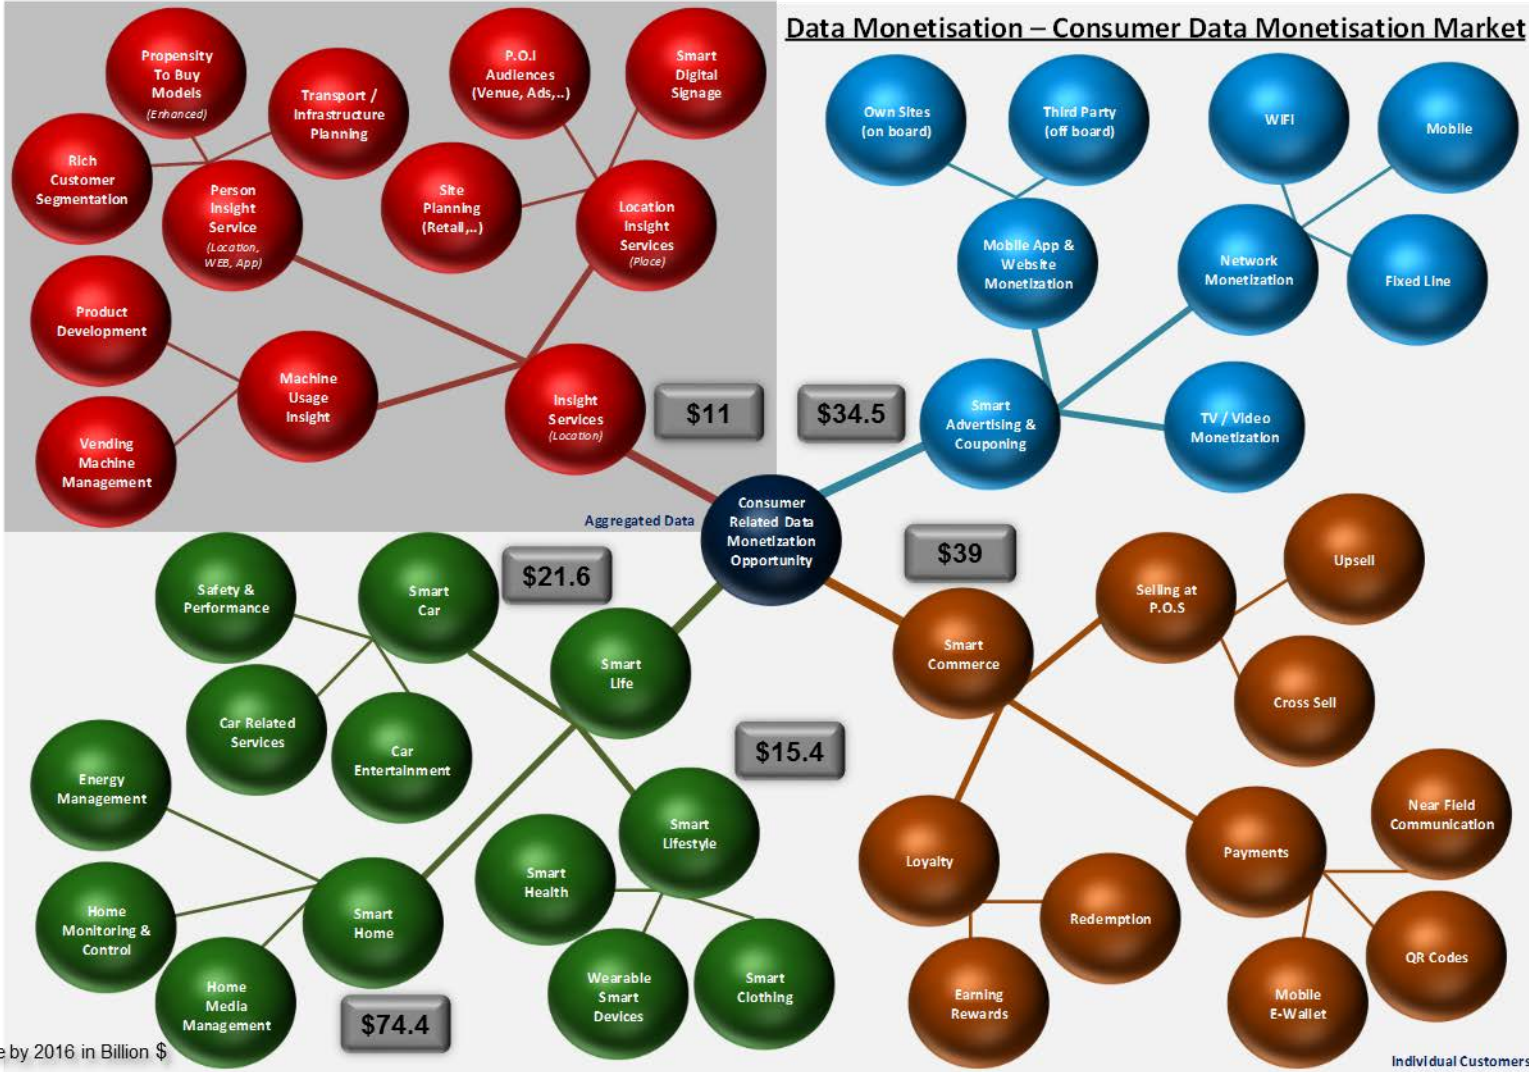 Data Monetisation – Consumer Data Monetisation Market
Propensity
To Buy
Models
(Enhanced)
Transport /
Infrastructure
Planning
P.O.I
Audiences
(Venue, Ads,..)
Smart
Digital
Signage
Rich
Customer
Segmentation
Person
Insight
Service
(Location,
WEB, App)
Site
Planning
(Retail,..)
Location
Insight
Services
(Place)
Product
Development
Machine
Usage
Insight
Vending
Machine
Management
Insight
Services
(Location)
$11
Aggregated Data
Own Sites
(on board)
Third Party
(off board)
WIFI
Mobile
Mobile App &
Website
Monetization
Network
Monetization
Fixed Line
$34.5
Smart
Advertising &
Couponing
TV / Video
Monetization
Consumer
Related Data
Monetization
Opportunity
Safety &
Performance
Smart
Car
$21.6
Smart
Life
Car Related
Services
Car
Entertainment
$15.4
Energy
Management
Smart
Lifestyle
Smart
Health
Home
Monitoring &
Control
Smart
Home
Home
Media
Management
Wearable
Smart
Devices
Smart
Clothing
$74.4
e by 2016 in Billion $
$39
Smart
Commerce
Selling at
P.O.S
Upsell
Cross Sell
Loyalty
Payments
Near Field
Communication
Redemption
Earning
Rewards
Mobile
E-Wallet
QR Codes
Individual Customers